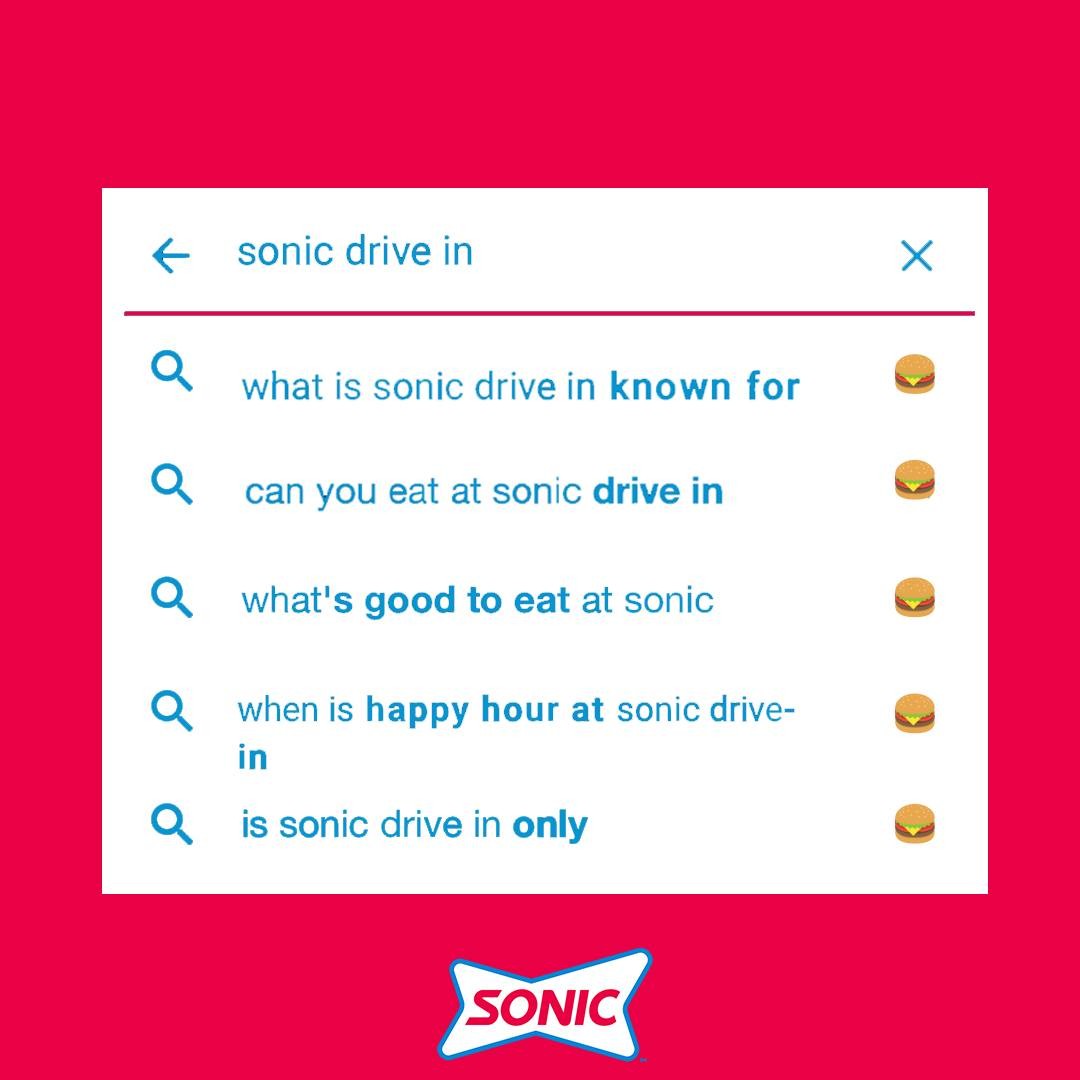 sonic drive in
what is sonic drive in known for
can you eat at sonic drive in
what's good to eat at sonic
when is happy hour at sonic drive-
in
is sonic drive in only
SONIC